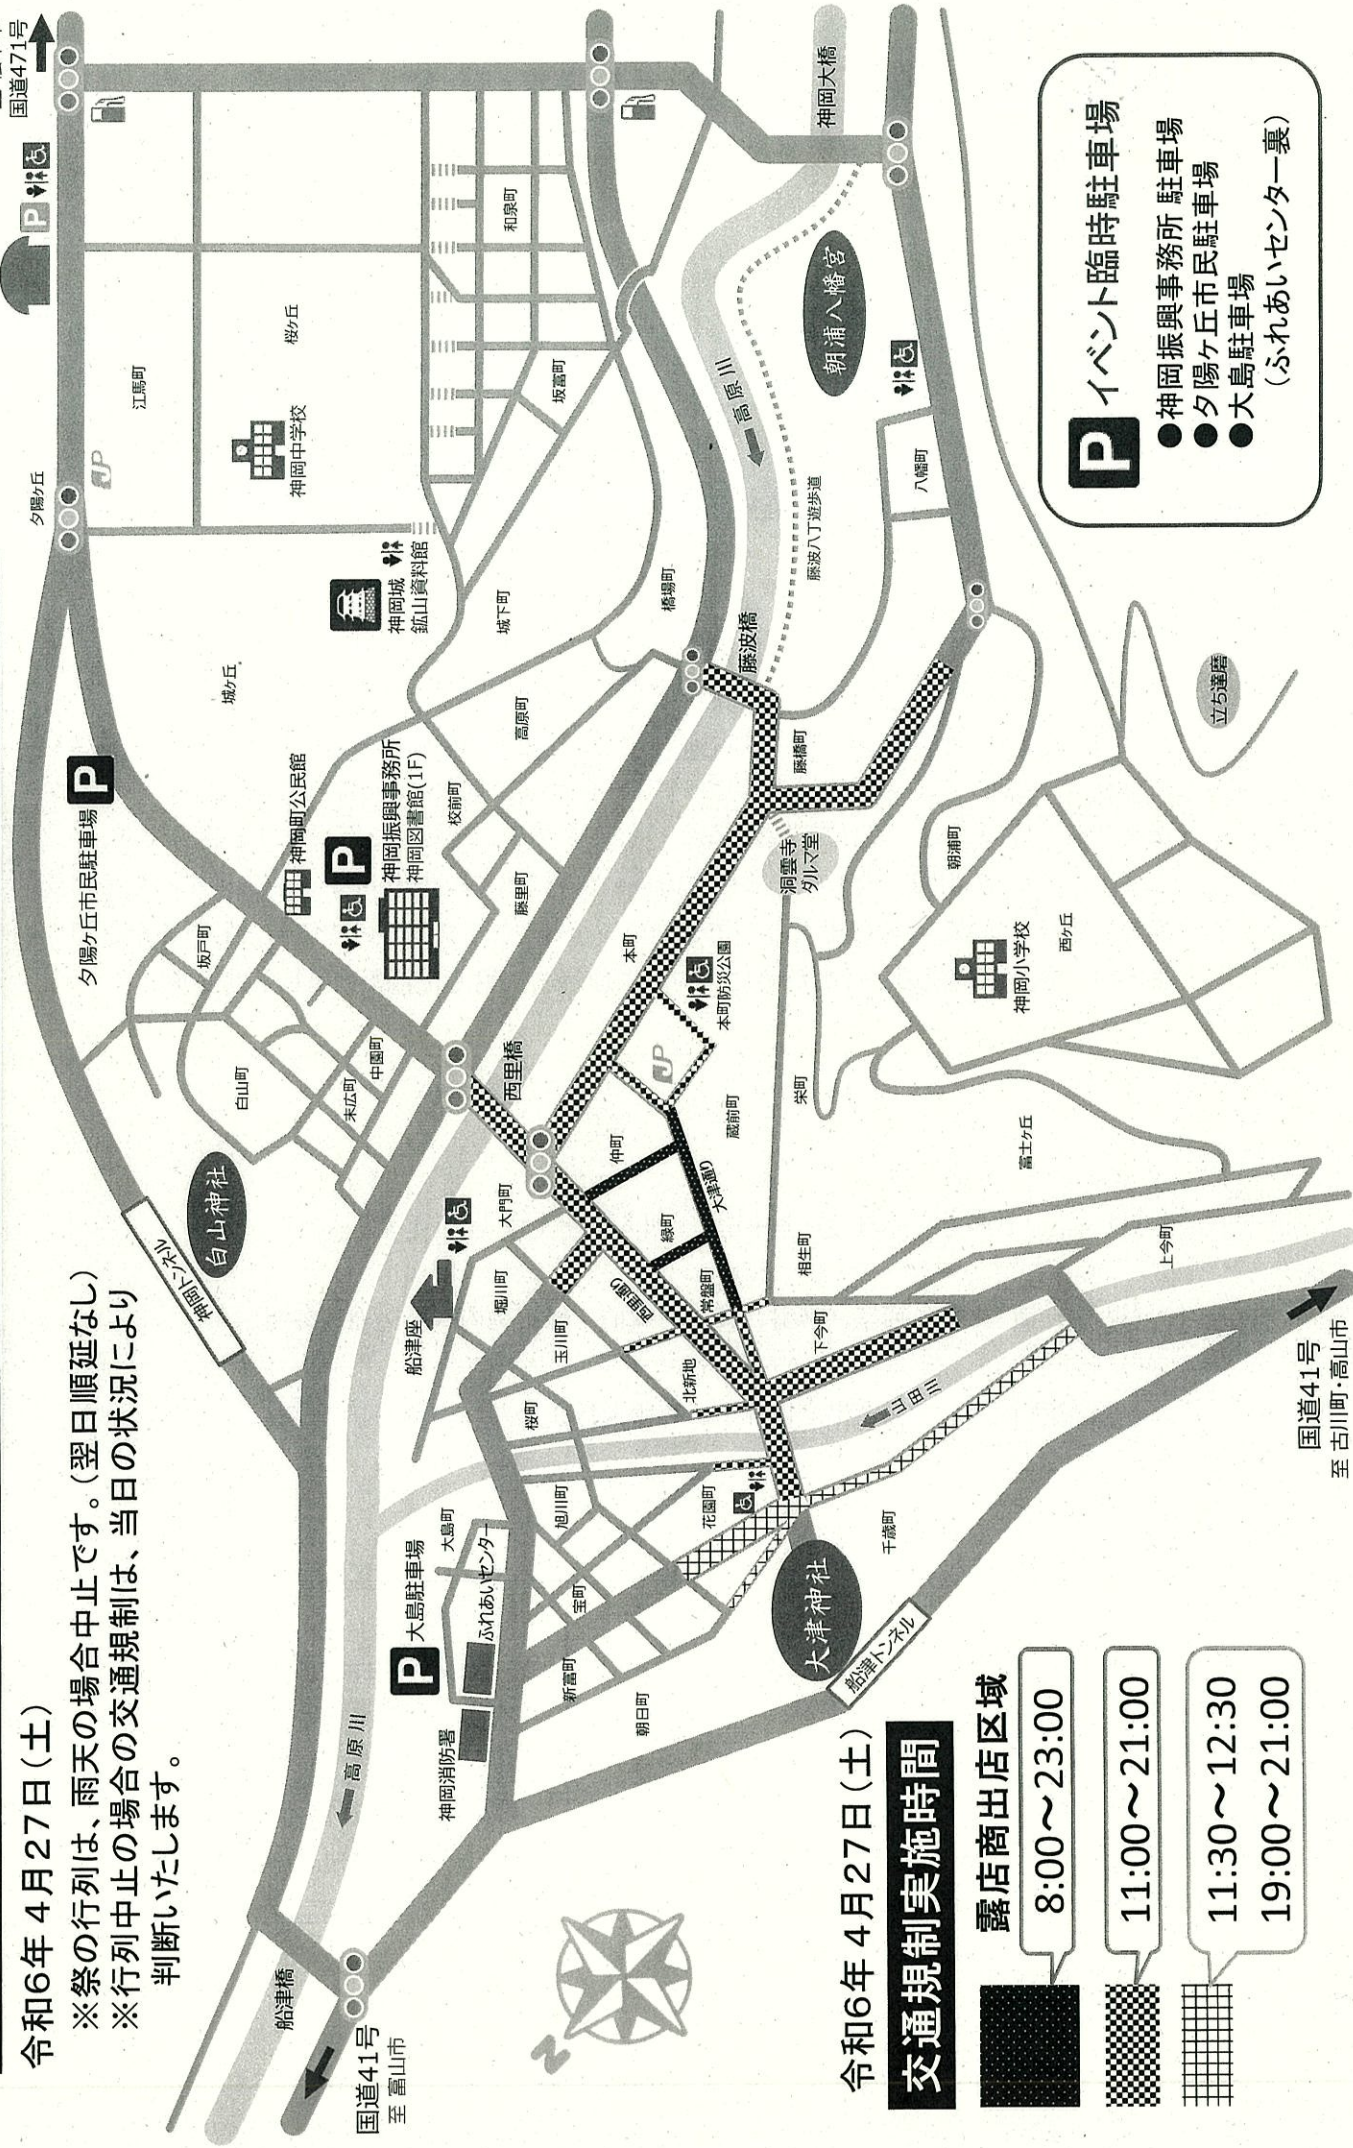 令和6年 4月27日(土)
※祭の行列は、雨天の場合中止です。(翌日順延なし)
※行列中止の場合の交通規制は、当日の状況により
判断いたします。
国道471号
P
夕陽ヶ丘
JP
江馬町
桜ヶ丘
神岡中学校
和泉町
坂富町
神岡城
鉱山資料館
城下町
橋場町
城ヶ丘
夕陽ヶ丘市民駐車場 P
神岡町公民館
P
神岡振興事務所
神岡図書館(1F)
校前町
高原町
藤里町
坂戸町
白山町
末広町
中園町
白山神社
神岡トンネル
西里橋
藤波橋
高原川
藤波八丁遊歩道
神岡大橋
朝浦八幡宮
八幡町
藤橋町
洞雲寺
ダルマ堂
朝浦町
立ち達磨
神岡小学校
西ヶ丘
富士ヶ丘
本町
本町防災公園
JP
栄町
蔵前町
仲町
大津通り
緑町
常盤町
西里通り
大門町
船津座
堀川町
玉川町
北新地
桜町
相生町
下今町
上今町
山田川
花園町
旭川町
大島町
P 大島駐車場
ふれあいセンター
宝町
新富町
朝日町
神岡消防署
千歳町
大津神社
船津トンネル
高原川
船津橋
国道41号
至 富山市
国道41号
至 古川町・高山市
N
P イベント臨時駐車場
●神岡振興事務所 駐車場
●夕陽ヶ丘市民駐車場
●大島駐車場
(ふれあいセンター裏)
令和6年 4月27日(土)
交通規制実施時間
露店商出店区域
8:00〜23:00
11:00〜21:00
11:30〜12:30
19:00〜21:00